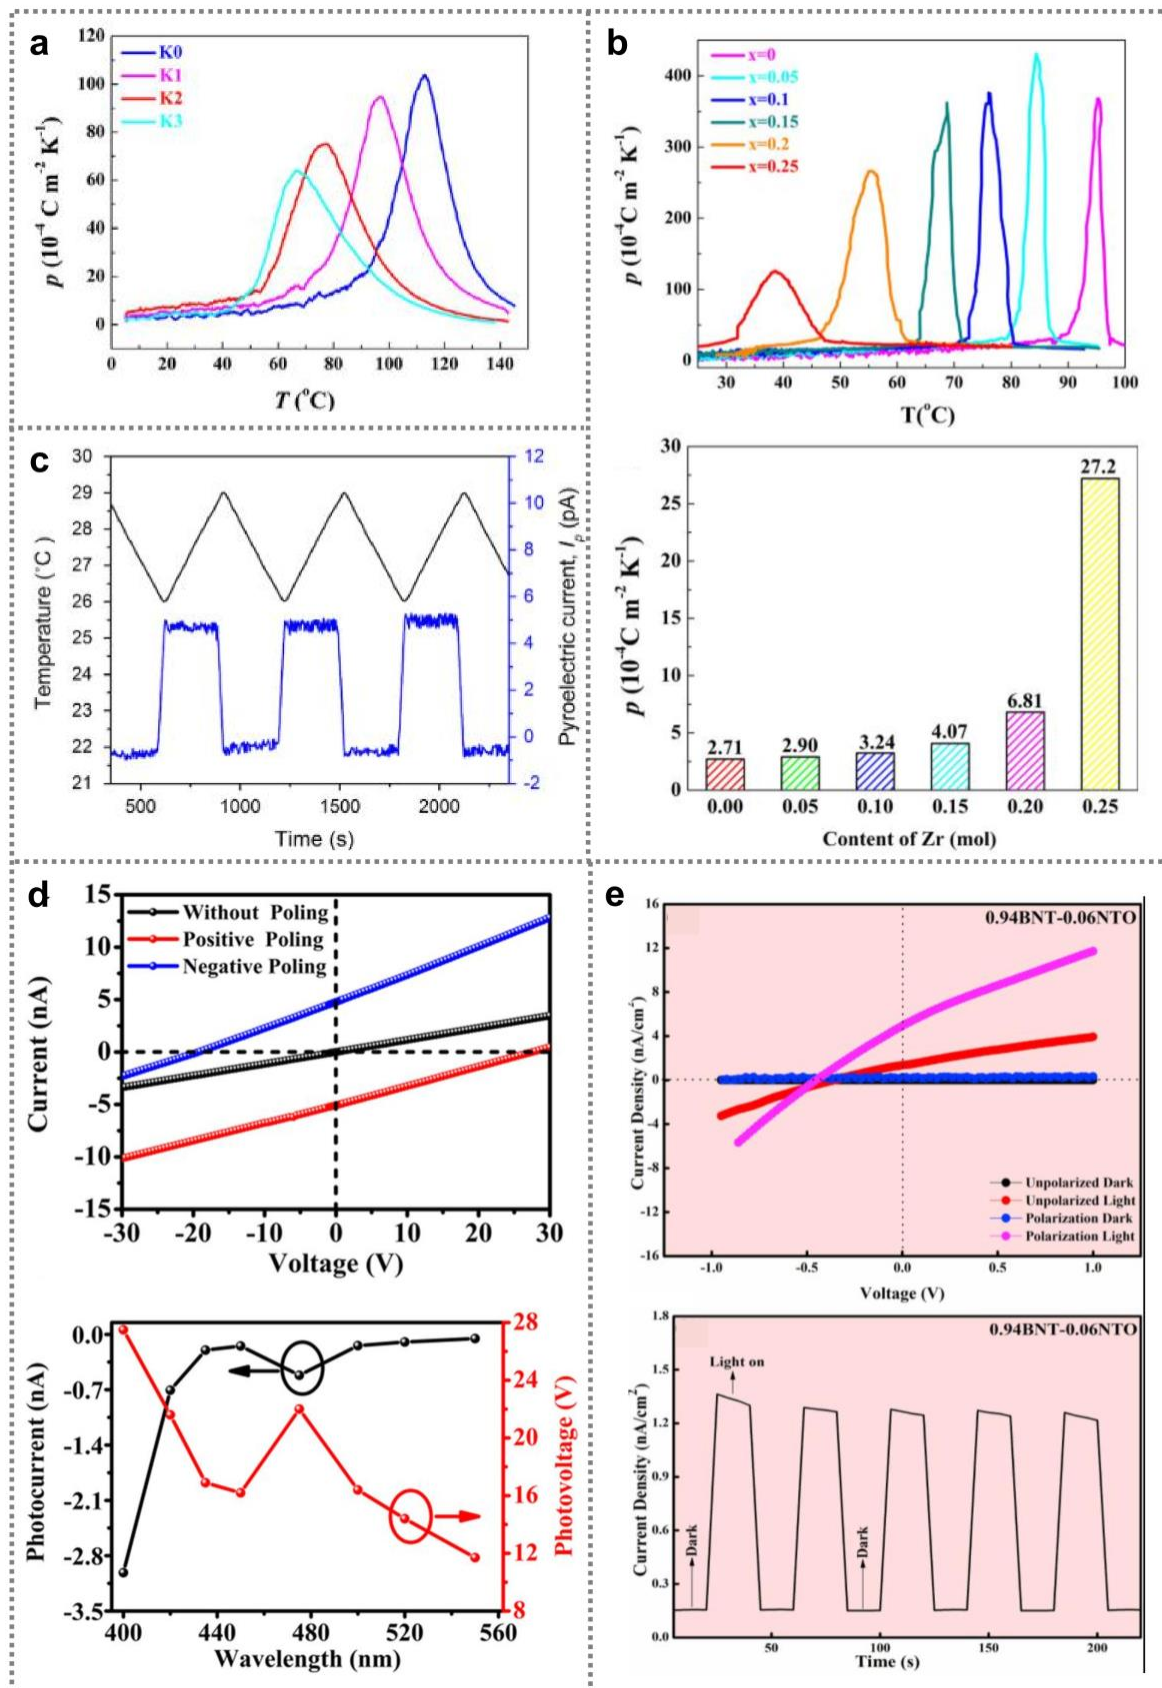 a
120
100
80
60
40
20
0
p (10⁻⁴ C m⁻² K⁻¹)
K0
K1
K2
K3
0 20 40 60 80 100 120 140
T (°C)
b
400
300
200
100
0
p (10⁻⁴C m⁻² K⁻¹)
x=0
x=0.05
x=0.1
x=0.15
x=0.2
x=0.25
30 40 50 60 70 80 90 100
T(°C)
c
30
29
28
27
26
25
24
23
22
21
Temperature (°C )
12
10
8
6
4
2
0
-2
Pyroelectric current, Iₚ (pA)
500 1000 1500 2000
Time (s)
30
25
20
15
10
5
0
p (10⁻⁴C m⁻² K⁻¹)
2.71 2.90 3.24 4.07 6.81 27.2
0.00 0.05 0.10 0.15 0.20 0.25
Content of Zr (mol)
d
15
10
5
0
-5
-10
-15
Current (nA)
Without Poling
Positive Poling
Negative Poling
-30 -20 -10 0 10 20 30
Voltage (V)
0.0
-0.7
-1.4
-2.1
-2.8
-3.5
Photocurrent (nA)
28
24
20
16
12
8
Photovoltage (V)
400 440 480 520 560
Wavelength (nm)
e
16
12
8
4
0
-4
-8
-12
-16
Current Density (nA/cm²)
0.94BNT-0.06NTO
Unpolarized Dark
Unpolarized Light
Polarization Dark
Polarization Light
-1.0 -0.5 0.0 0.5 1.0
Voltage (V)
1.8
1.5
1.2
0.9
0.6
0.3
0.0
Current Density (nA/cm²)
0.94BNT-0.06NTO
Light on
Dark
Dark
50 100 150 200
Time (s)